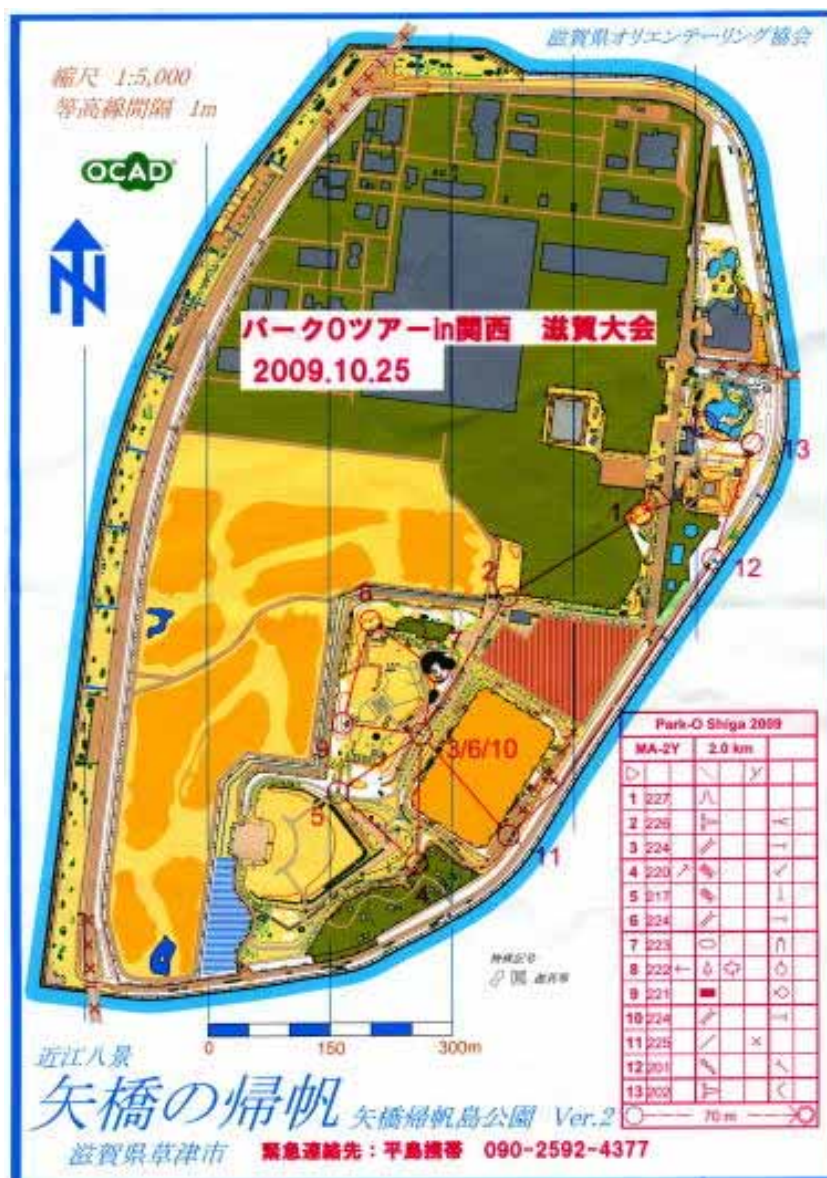 滋賀県オリエンテーリング協会
縮尺 1:5,000
等高線間隔 1m
OCAD
パークOツアーin関西 滋賀大会
2009.10.25
13
1
12
2
8
9
3/6/10
5
4
11
Park-O Shiga 2009
MA-2Y 2.0 km
1 227
2 226
3 224
4 220
5 217
6 224
7 223
8 222
9 221
10 224
11 225
12 201
13 202
70 m
特殊記号
0 150 300m
近江八景
矢橋の帰帆 矢橋帰帆島公園 Ver.2
滋賀県草津市 緊急連絡先:平島携帯 090-2592-4377